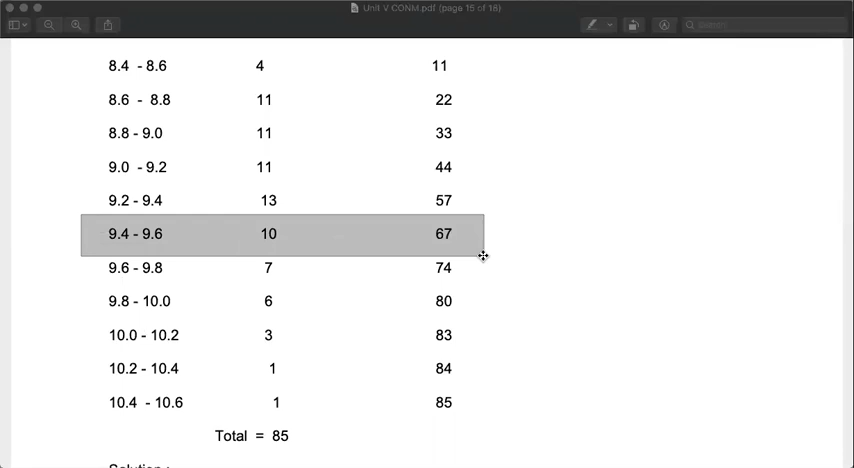 Unit V CONM.pdf (page 15 of 18)
Search
8.4 - 8.6 4 11
8.6 - 8.8 11 22
8.8 - 9.0 11 33
9.0 - 9.2 11 44
9.2 - 9.4 13 57
9.4 - 9.6 10 67
9.6 - 9.8 7 74
9.8 - 10.0 6 80
10.0 - 10.2 3 83
10.2 - 10.4 1 84
10.4 - 10.6 1 85
Total = 85
Solution :